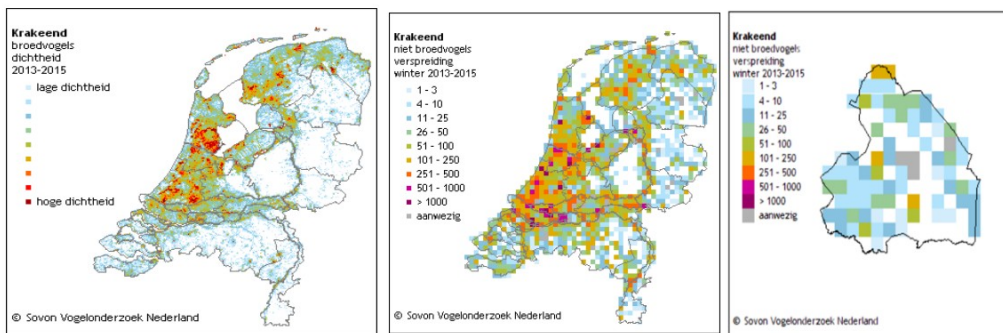 Krakeend
broedvogels
dichtheid
2013-2015
lage dichtheid
hoge dichtheid
© Sovon Vogelonderzoek Nederland
Krakeend
niet broedvogels
verspreiding
winter 2013-2015
1 - 3
4 - 10
11 - 25
26 - 50
51 - 100
101 - 250
251 - 500
501 - 1000
> 1000
aanwezig
© Sovon Vogelonderzoek Nederland
Krakeend
niet broedvogels
verspreiding
winter 2013-2015
1 - 3
4 - 10
11 - 25
26 - 50
51 - 100
101 - 250
251 - 500
501 - 1000
> 1000
aanwezig
© Sovon Vogelonderzoek Nederland